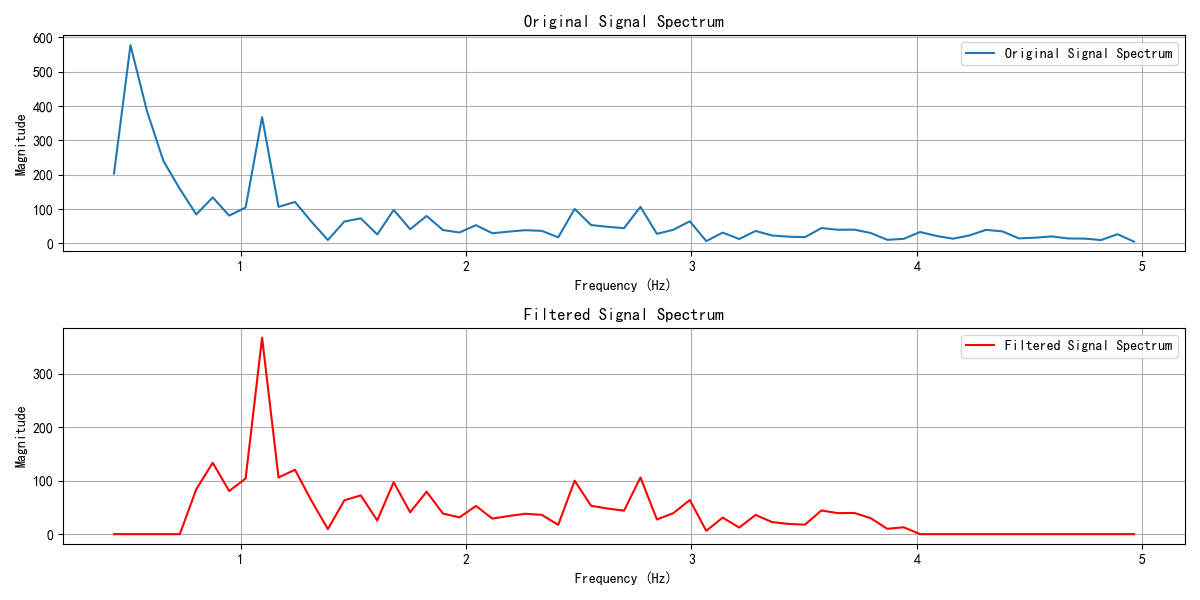 Original Signal Spectrum
600
500
400
300
200
100
0
Magnitude
Original Signal Spectrum
1 2 3 4 5
Frequency (Hz)
Filtered Signal Spectrum
300
200
100
0
Magnitude
Filtered Signal Spectrum
1 2 3 4 5
Frequency (Hz)